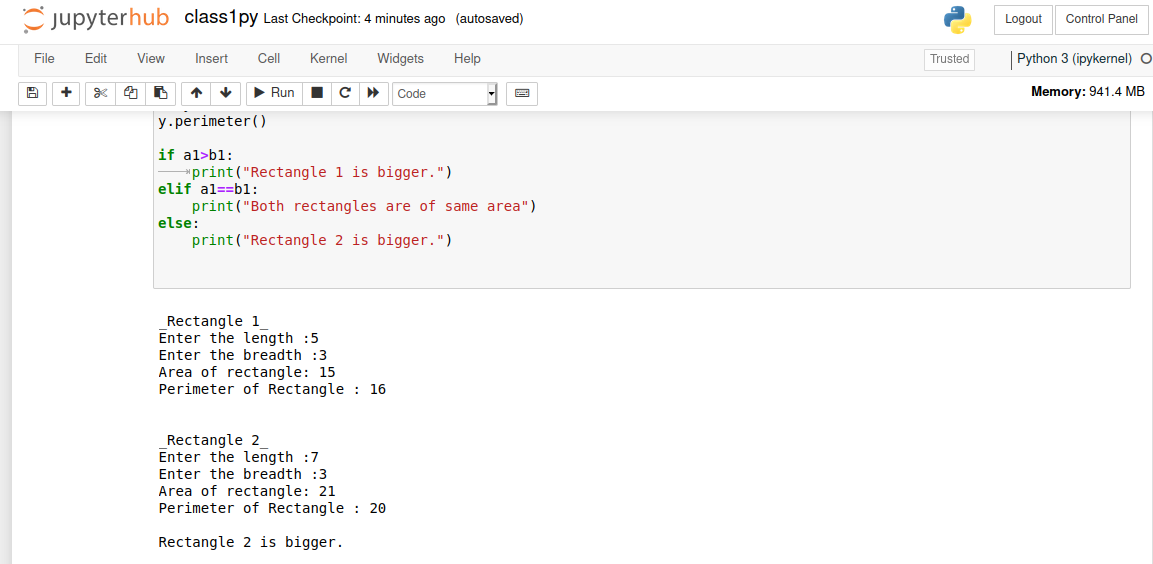 jupyterhub class1py Last Checkpoint: 4 minutes ago (autosaved) Logout Control Panel
File Edit View Insert Cell Kernel Widgets Help Trusted Python 3 (ipykernel)
Run Code Memory: 941.4 MB
y.perimeter()
if a1>b1:
print("Rectangle 1 is bigger.")
elif a1==b1:
print("Both rectangles are of same area")
else:
print("Rectangle 2 is bigger.")
_Rectangle 1_
Enter the length :5
Enter the breadth :3
Area of rectangle: 15
Perimeter of Rectangle : 16
_Rectangle 2_
Enter the length :7
Enter the breadth :3
Area of rectangle: 21
Perimeter of Rectangle : 20
Rectangle 2 is bigger.